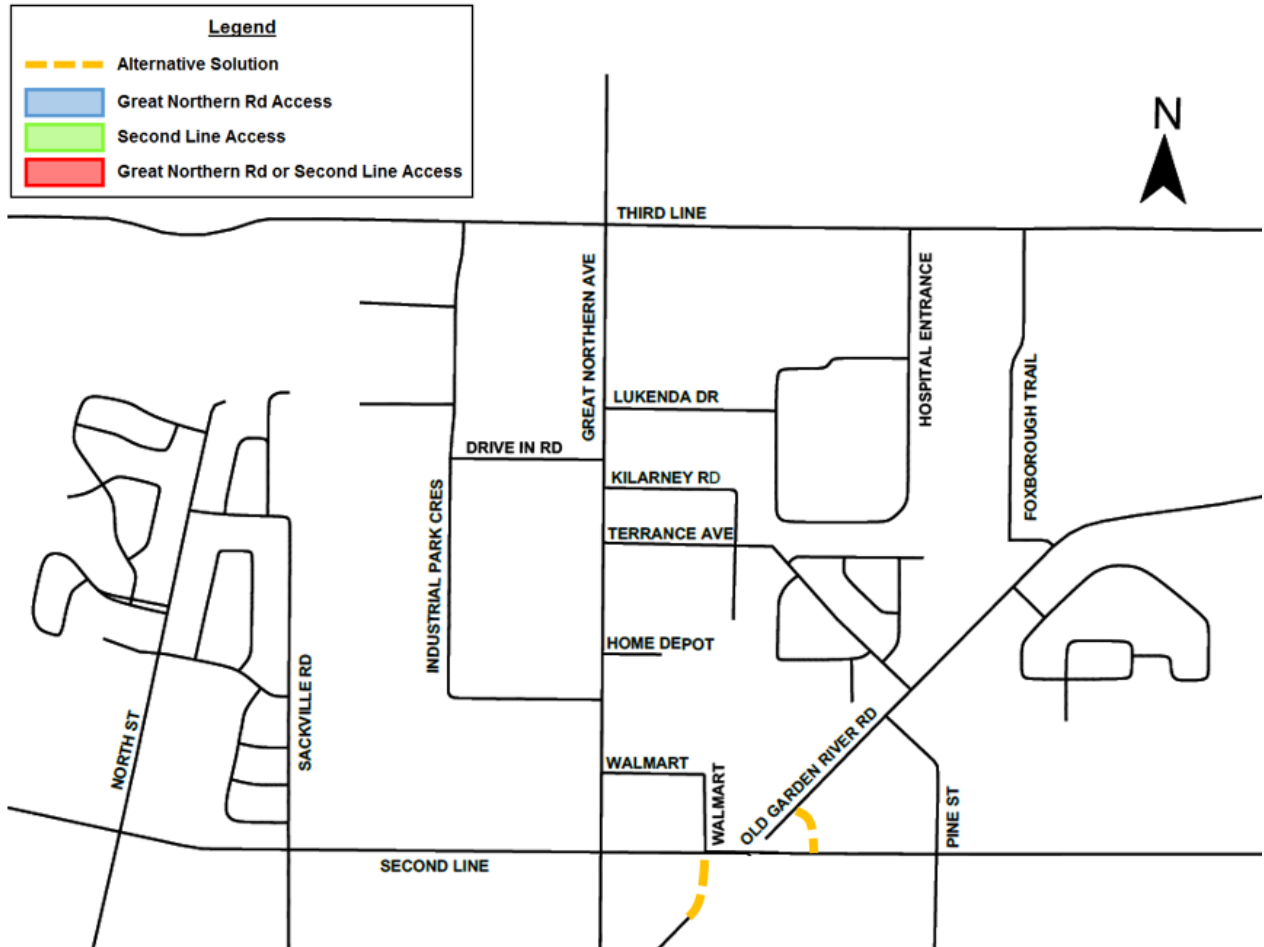 Legend
Alternative Solution
Great Northern Rd Access
Second Line Access
Great Northern Rd or Second Line Access
N
THIRD LINE
GREAT NORTHERN AVE
HOSPITAL ENTRANCE
FOXBOROUGH TRAIL
LUKENDA DR
DRIVE IN RD
KILARNEY RD
TERRANCE AVE
INDUSTRIAL PARK CRES
HOME DEPOT
SACKVILLE RD
NORTH ST
WALMART
WALMART
OLD GARDEN RIVER RD
PINE ST
SECOND LINE